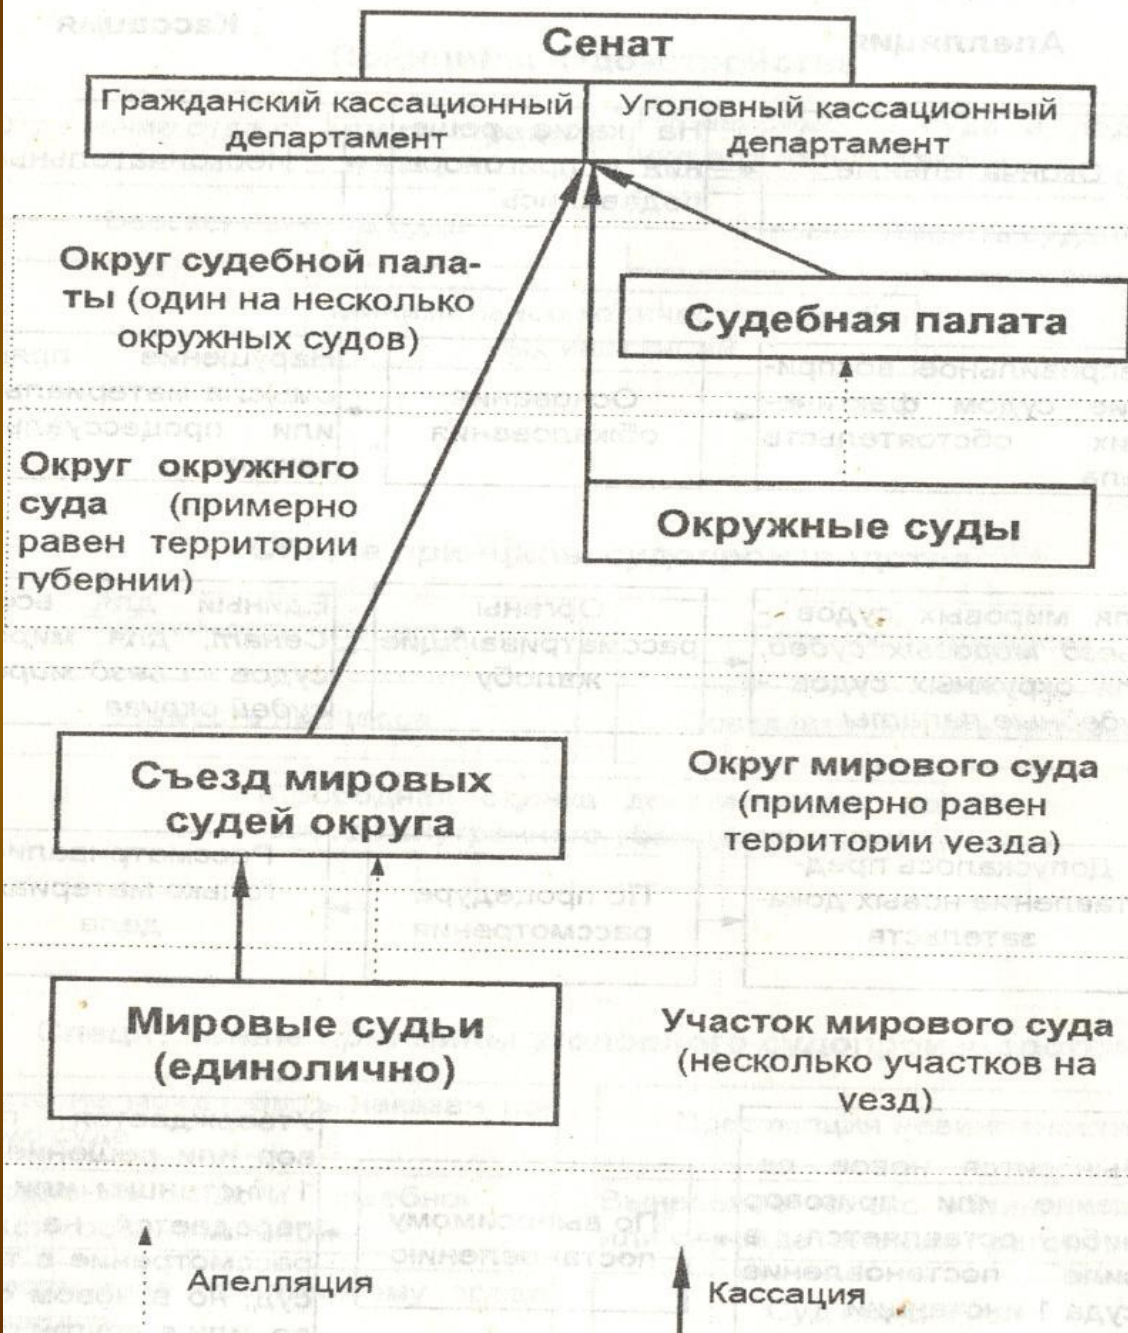 Сенат
Гражданский кассационный
департамент
Уголовный кассационный
департамент
Округ судебной пала-
ты (один на несколько
окружных судов)
Судебная палата
Округ окружного
суда (примерно
равен территории
губернии)
Окружные суды
Съезд мировых
судей округа
Округ мирового суда
(примерно равен
территории уезда)
Мировые судьи
(единолично)
Участок мирового суда
(несколько участков на
уезд)
Апелляция
Кассация